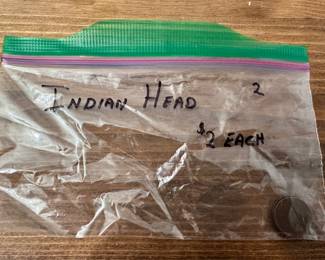 INDIAN HEAD 2
$2 EACH